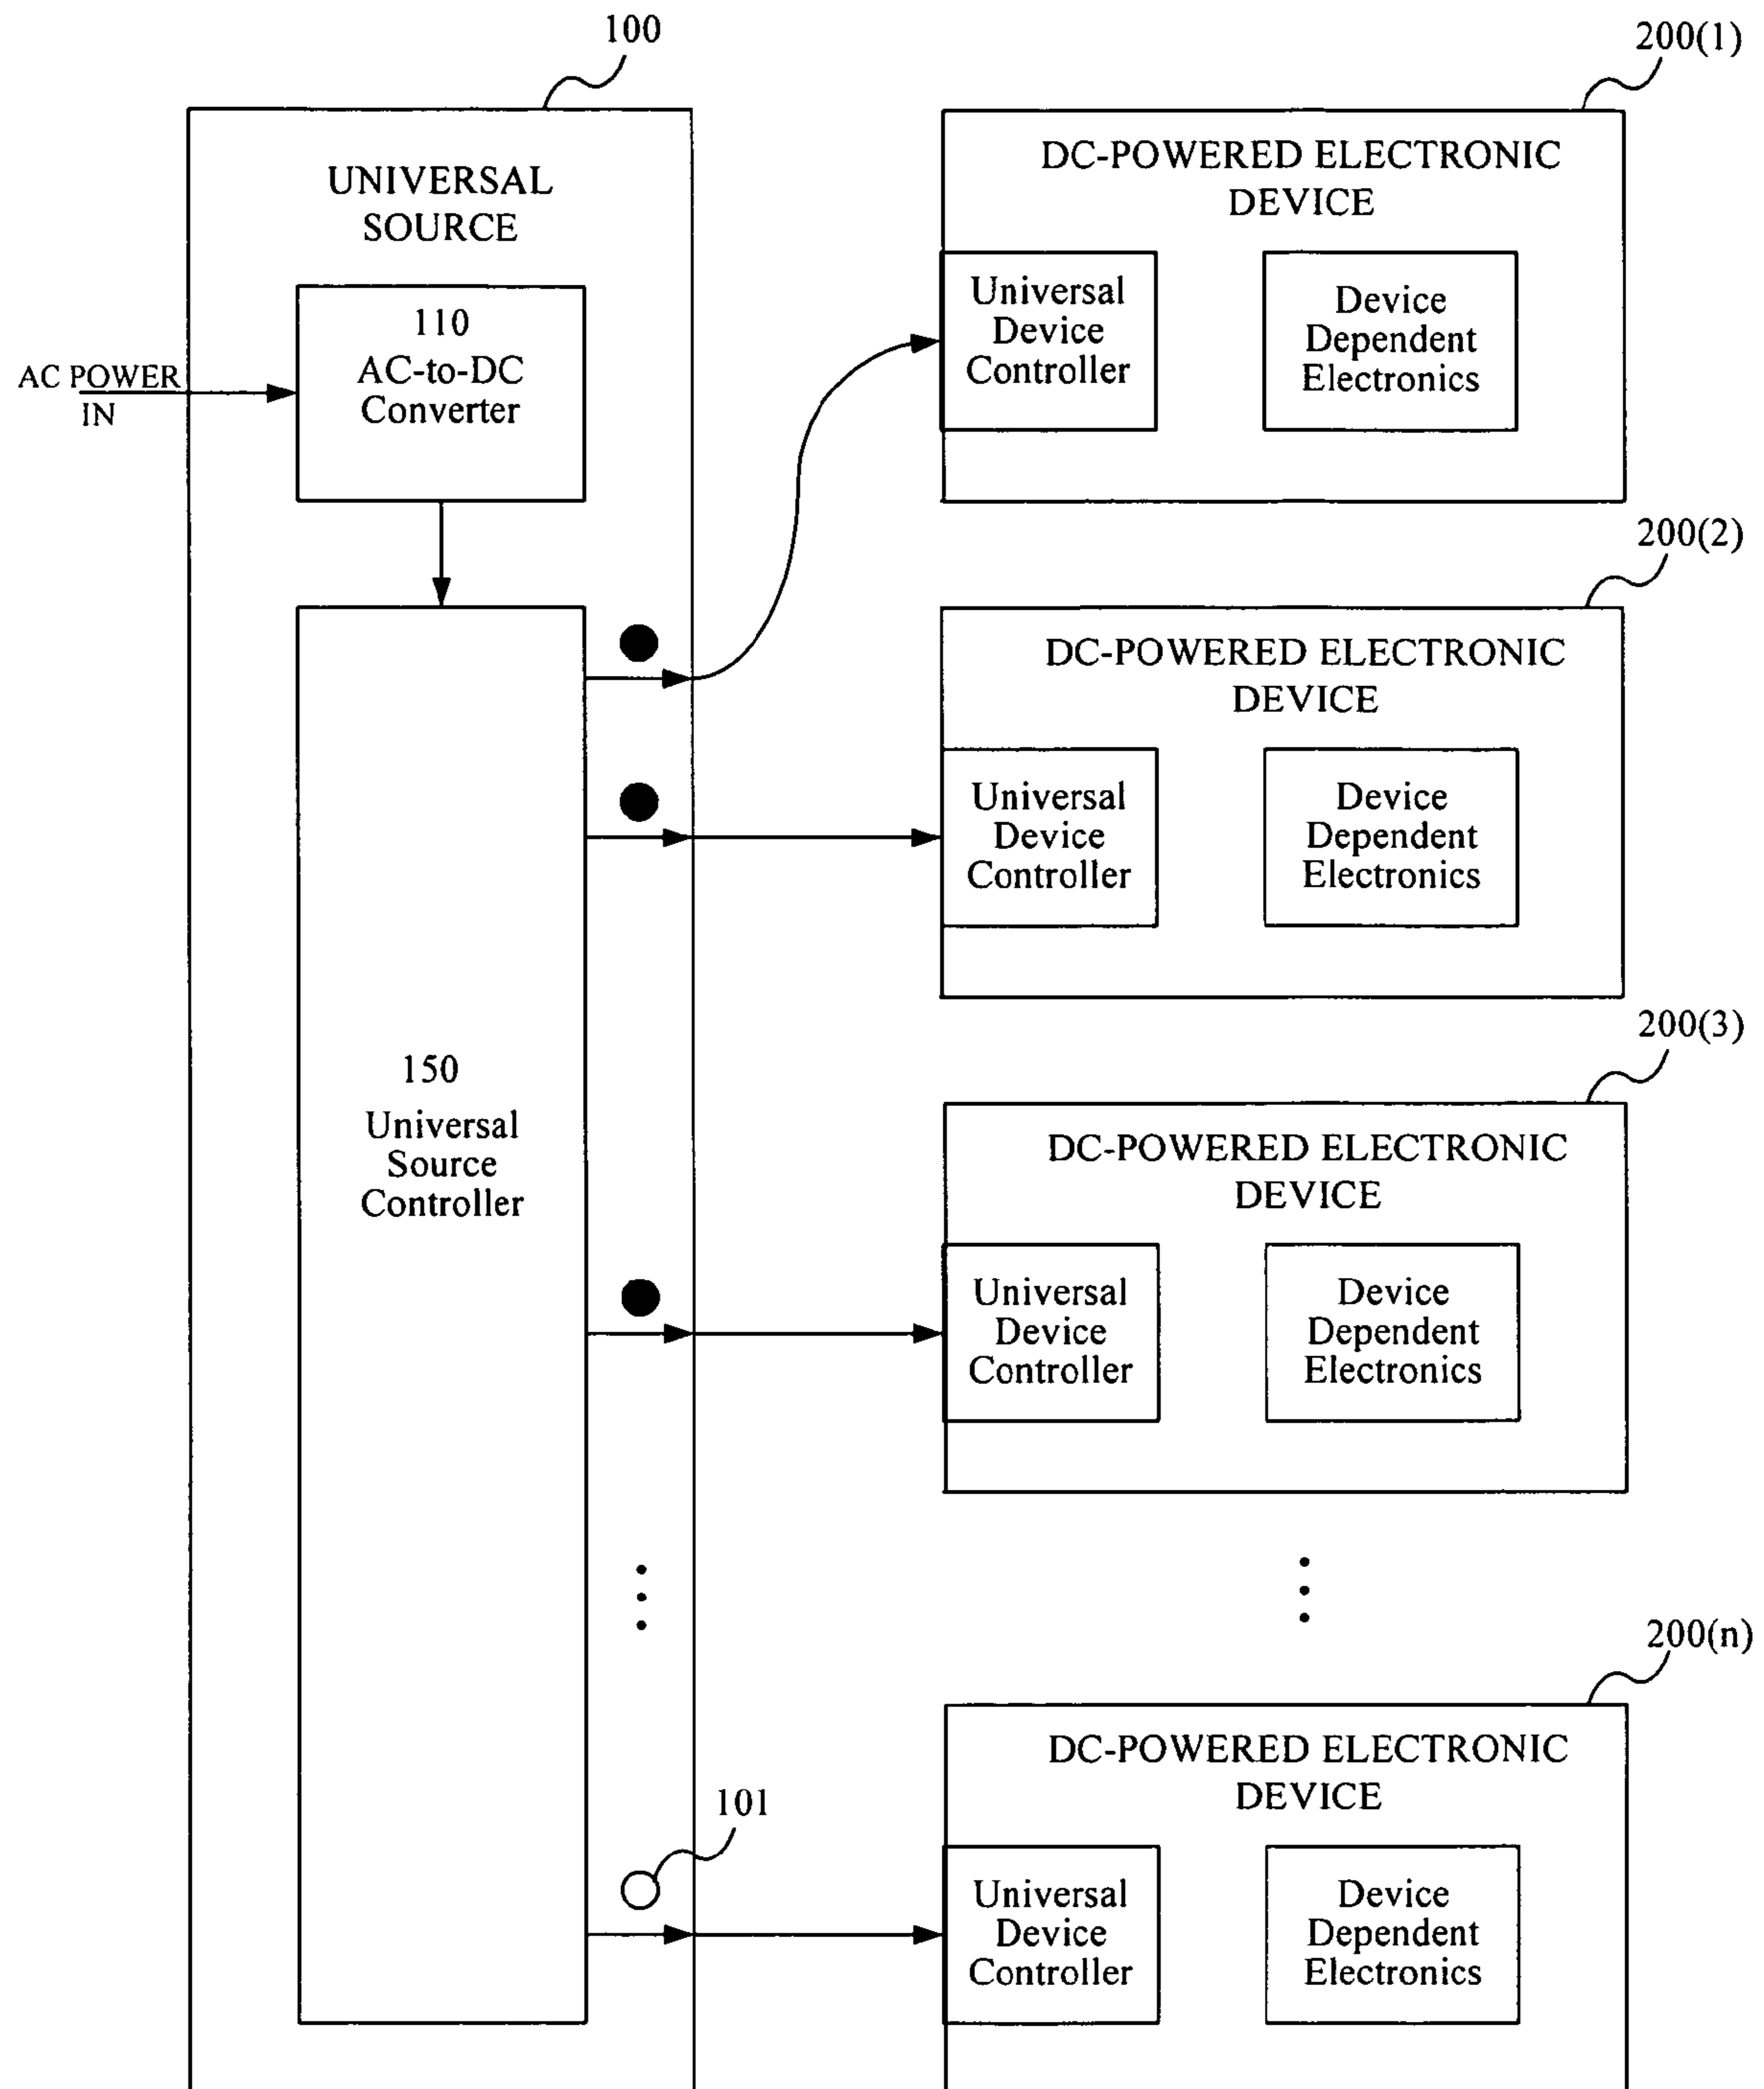 100
UNIVERSAL
SOURCE
110
AC-to-DC
Converter
AC POWER
IN
150
Universal
Source
Controller
101
200(1)
DC-POWERED ELECTRONIC
DEVICE
Universal
Device
Controller
Device
Dependent
Electronics
200(2)
DC-POWERED ELECTRONIC
DEVICE
Universal
Device
Controller
Device
Dependent
Electronics
200(3)
DC-POWERED ELECTRONIC
DEVICE
Universal
Device
Controller
Device
Dependent
Electronics
200(n)
DC-POWERED ELECTRONIC
DEVICE
Universal
Device
Controller
Device
Dependent
Electronics